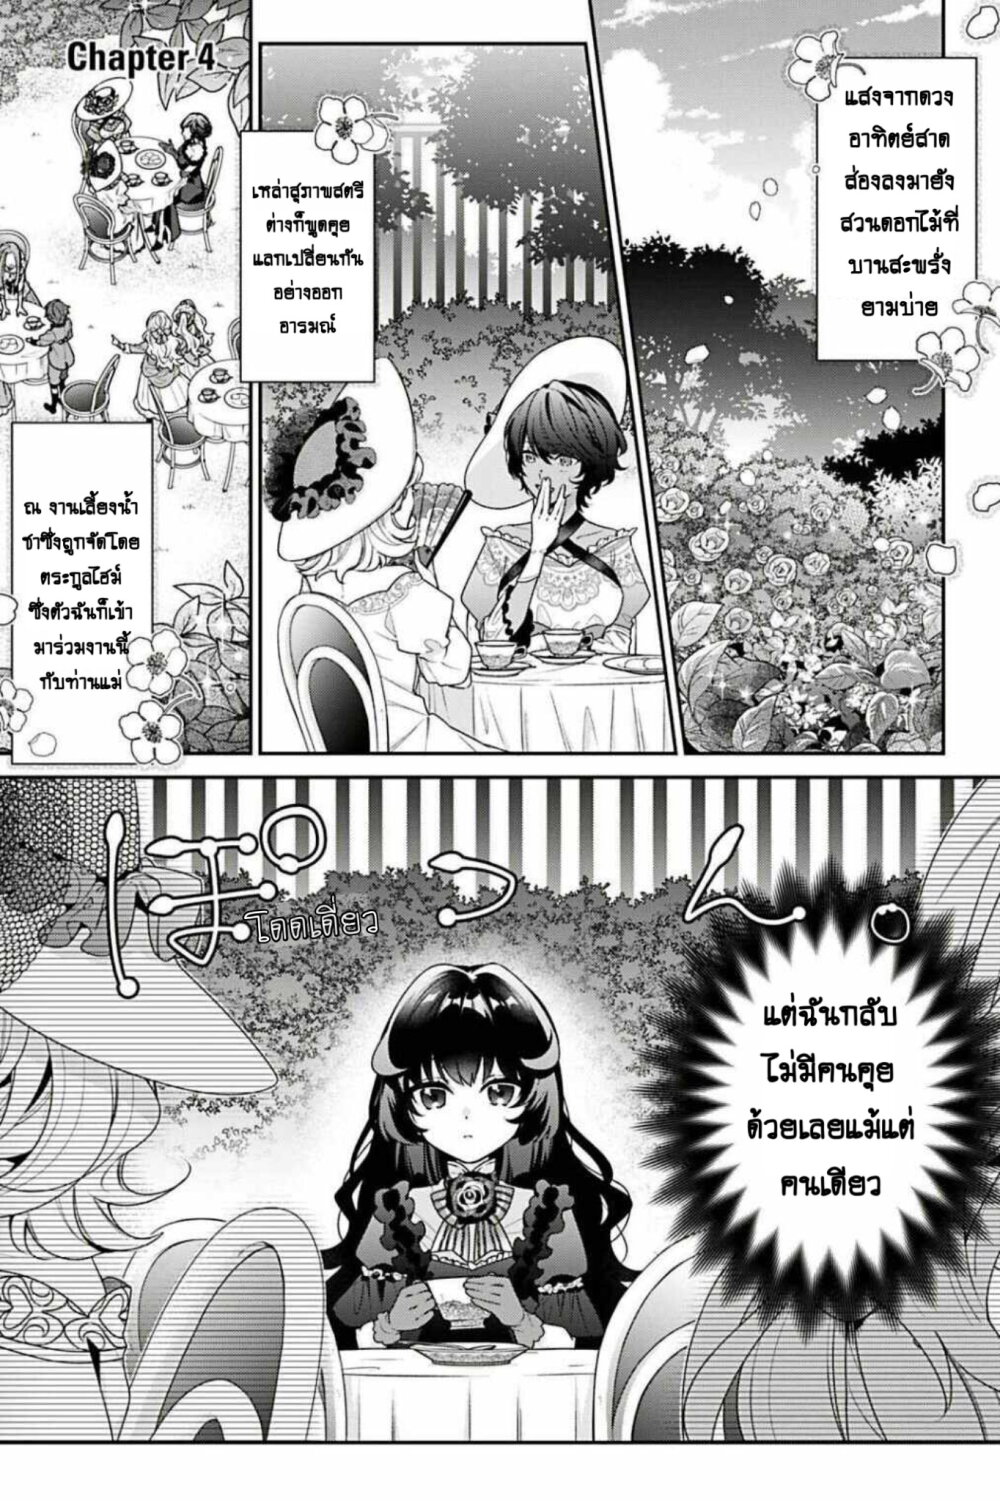 Chapter 4
แสงจากดวง
อาทิตย์สาด
ส่องลงมายัง
สวนดอกไม้ที่
บานสะพรั่ง
ยามบ่าย
เหล่าสุภาพสตรี
ต่างก็พูดคุย
แลกเปลี่ยนกัน
อย่างออก
อารมณ์
ณ งานเลี้ยงน้ำ
ชาซึ่งถูกจัดโดย
ตระกูลไฮม์
ซึ่งตัวฉันก็เข้า
มาร่วมงานนี้
กับท่านแม่
ぽつん。
โดดเดี่ยว
แต่ฉันกลับ
ไม่มีคนคุย
ด้วยเลยแม้แต่
คนเดียว